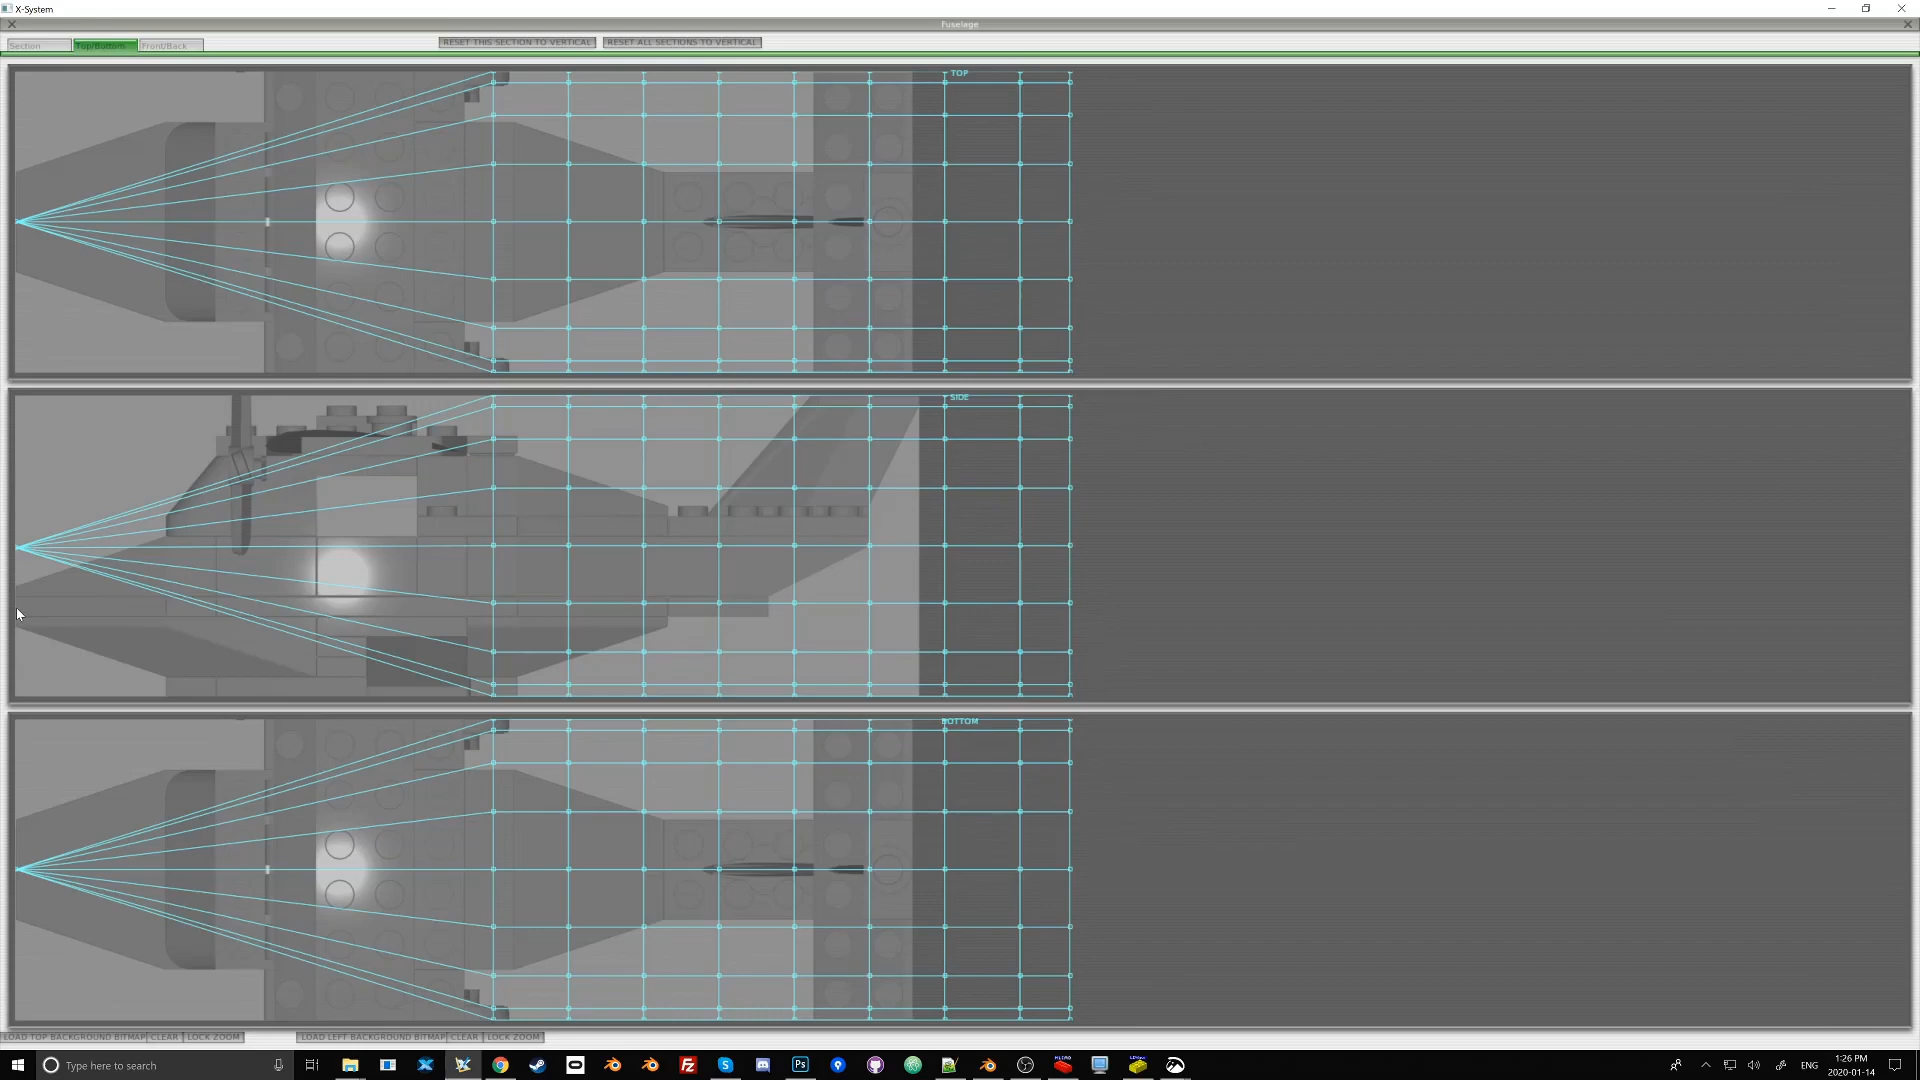 X-System
Fuselage
Section Top/Bottom Front/Back RESET THIS SECTION TO VERTICAL RESET ALL SECTIONS TO VERTICAL
TOP
SIDE
BOTTOM
LOAD TOP BACKGROUND BITMAP CLEAR LOCK ZOOM LOAD LEFT BACKGROUND BITMAP CLEAR LOCK ZOOM
Type here to search
ENG
1:26 PM
2020-01-14